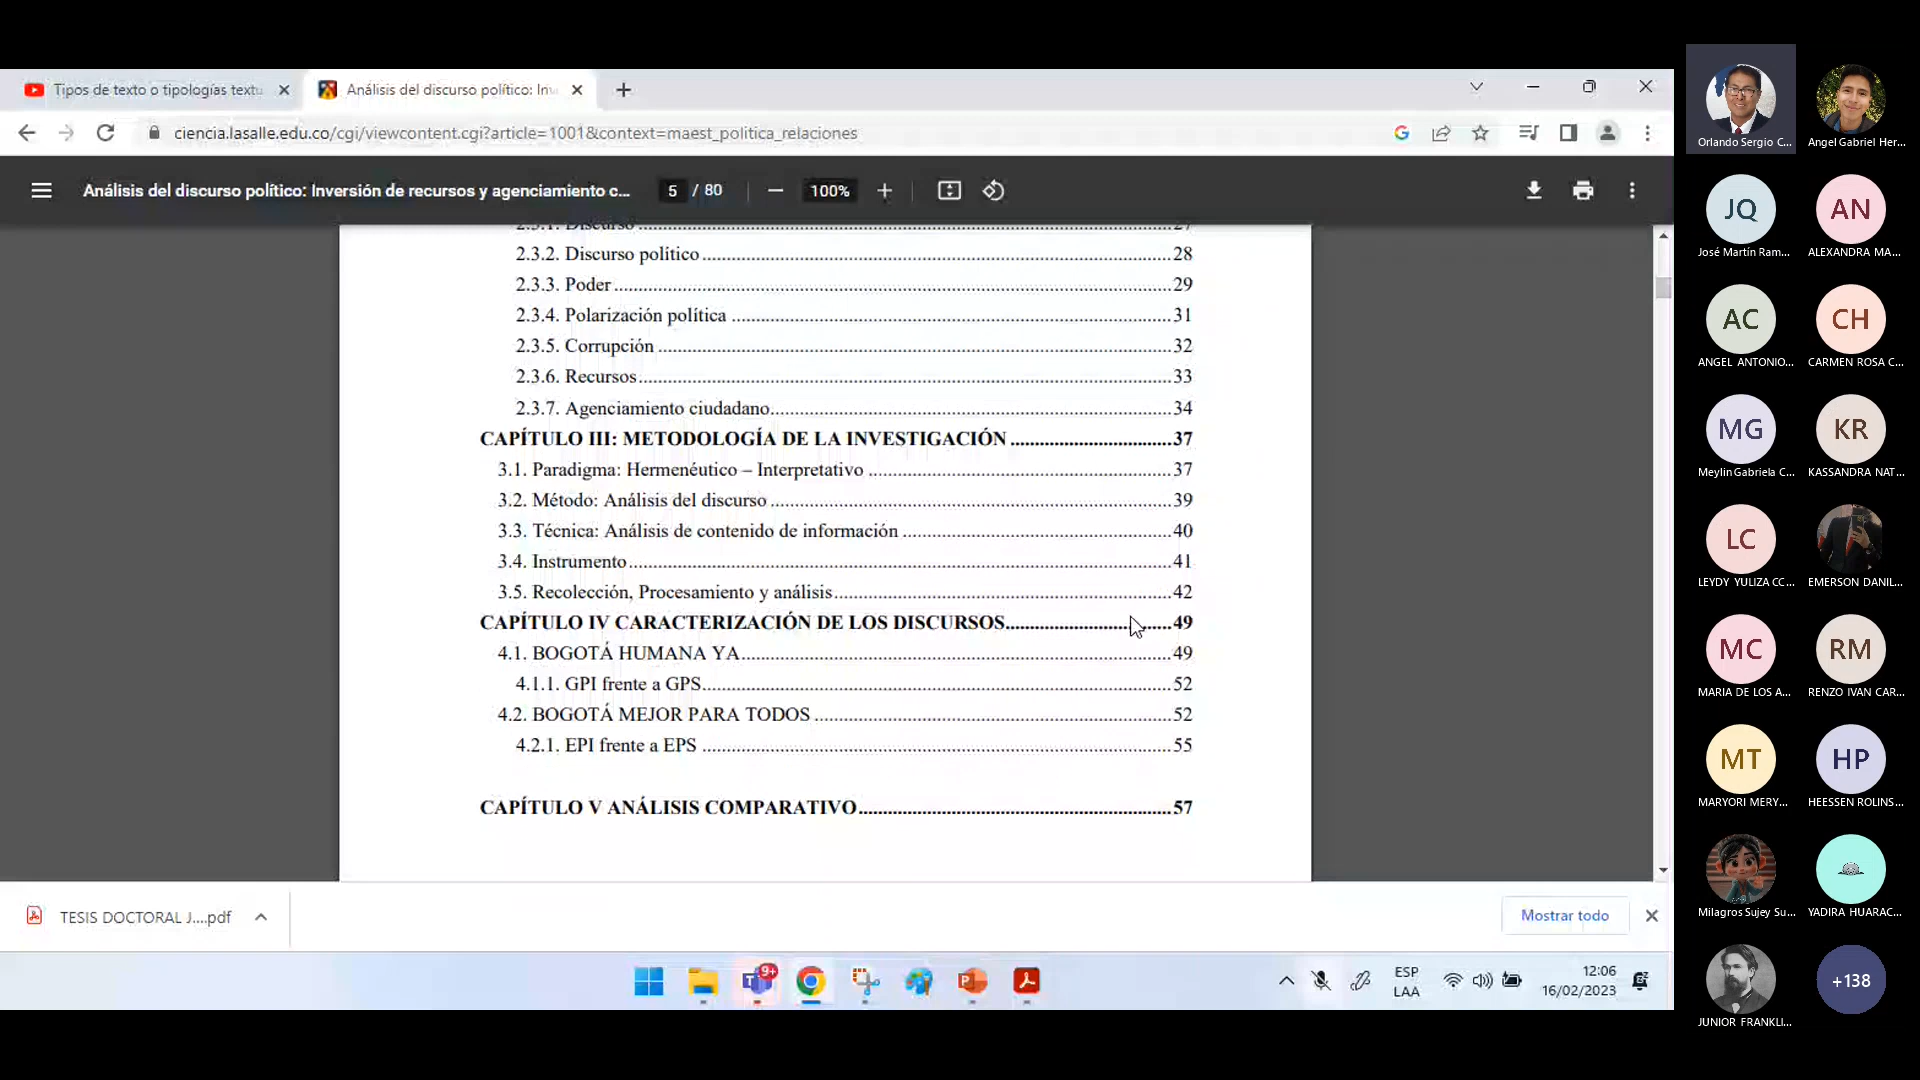 Tipos de texto o tipologías textu
Análisis del discurso político: Inv
ciencia.lasalle.edu.co/cgi/viewcontent.cgi?article=1001&context=maest_politica_relaciones
Análisis del discurso político: Inversión de recursos y agenciamiento c...
5 / 80
100%
2.3.1. Discurso 27
2.3.2. Discurso político 28
2.3.3. Poder 29
2.3.4. Polarización política 31
2.3.5. Corrupción 32
2.3.6. Recursos 33
2.3.7. Agenciamiento ciudadano 34
CAPÍTULO III: METODOLOGÍA DE LA INVESTIGACIÓN 37
3.1. Paradigma: Hermenéutico – Interpretativo 37
3.2. Método: Análisis del discurso 39
3.3. Técnica: Análisis de contenido de información 40
3.4. Instrumento 41
3.5. Recolección, Procesamiento y análisis 42
CAPÍTULO IV CARACTERIZACIÓN DE LOS DISCURSOS 49
4.1. BOGOTÁ HUMANA YA 49
4.1.1. GPI frente a GPS 52
4.2. BOGOTÁ MEJOR PARA TODOS 52
4.2.1. EPI frente a EPS 55
CAPÍTULO V ANÁLISIS COMPARATIVO 57
TESIS DOCTORAL J....pdf
Mostrar todo
9+
ESP
LAA
12:06
16/02/2023
Orlando Sergio C...
Angel Gabriel Her...
JQ
José Martín Ram...
AN
ALEXANDRA MA...
AC
ANGEL ANTONIO...
CH
CARMEN ROSA C...
MG
Meylin Gabriela C...
KR
KASSANDRA NAT...
LC
LEYDY YULIZA CC...
EMERSON DANIL...
MC
MARIA DE LOS A...
RM
RENZO IVAN CAR...
MT
MARYORI MERY...
HP
HEESSEN ROLINS...
Milagros Sujey Su...
YADIRA HUARAC...
JUNIOR FRANKLI...
+138